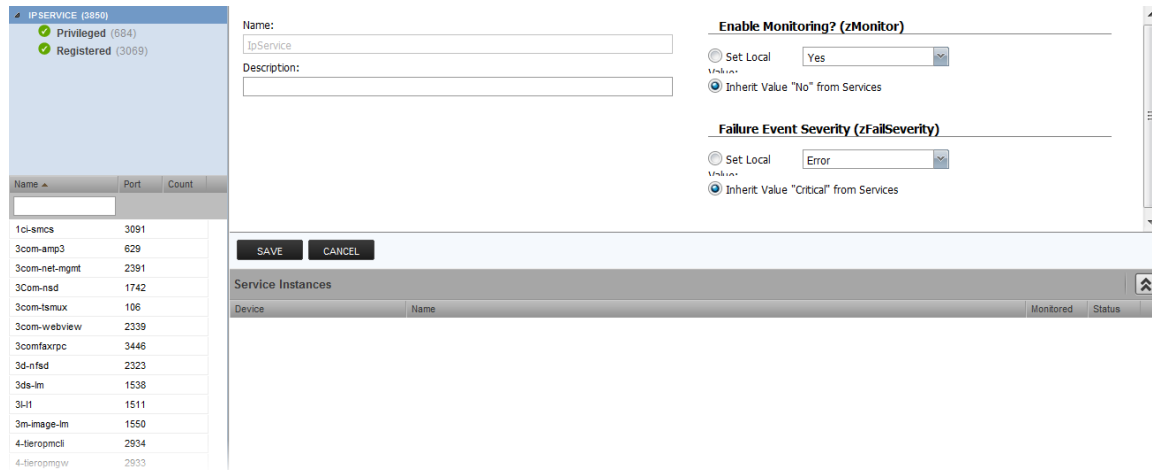 IPSERVICE (3850)
Privileged (684)
Registered (3069)
Name Port Count
1ci-smcs 3091
3com-amp3 629
3com-net-mgmt 2391
3Com-nsd 1742
3com-tsmux 106
3com-webview 2339
3comfaxrpc 3446
3d-nfsd 2323
3ds-lm 1538
3l-l1 1511
3m-image-lm 1550
4-tieropmcli 2934
4-tieropmgw 2933
Name:
IpService
Description:
Enable Monitoring? (zMonitor)
Set Local Value: Yes
Inherit Value "No" from Services
Failure Event Severity (zFailSeverity)
Set Local Value: Error
Inherit Value "Critical" from Services
SAVE CANCEL
Service Instances
Device Name Monitored Status